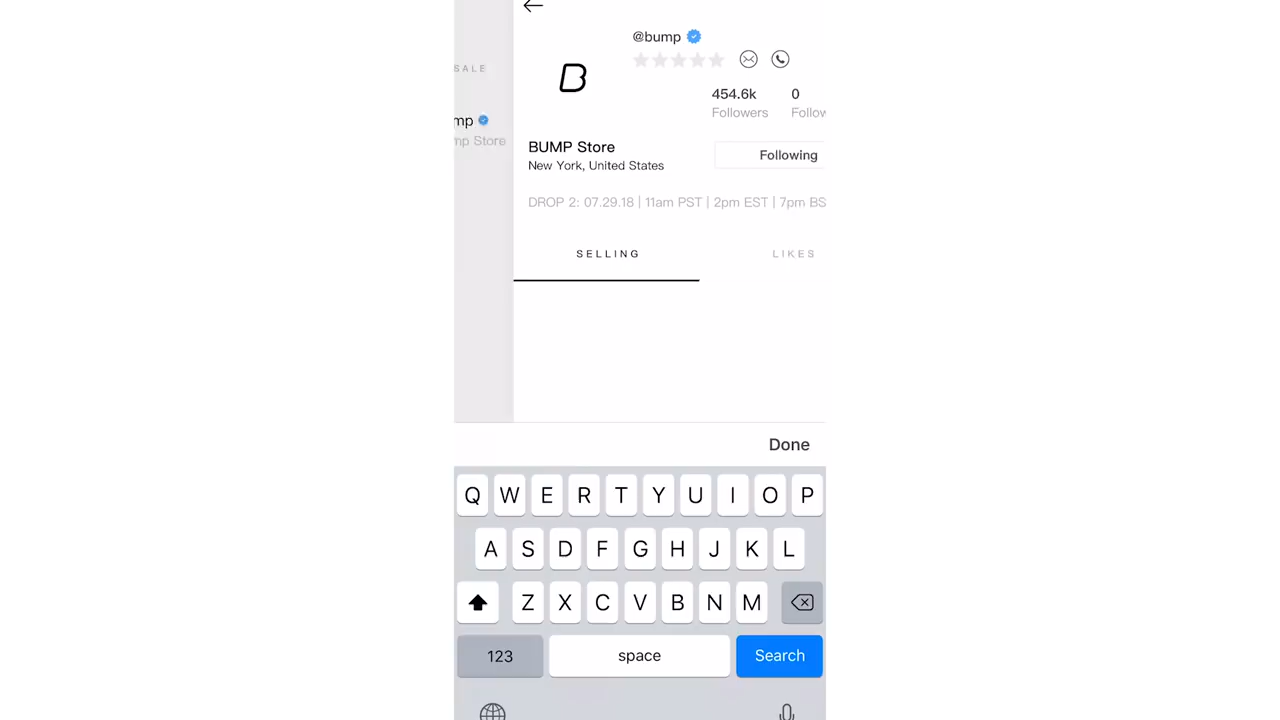 SALE
mp
mp Store
@bump
B
454.6k
Followers
0
Follow
BUMP Store
New York, United States
Following
DROP 2: 07.29.18 | 11am PST | 2pm EST | 7pm BS
SELLING
LIKES
Done
Q W E R T Y U I O P
A S D F G H J K L
Z X C V B N M
123
space
Search